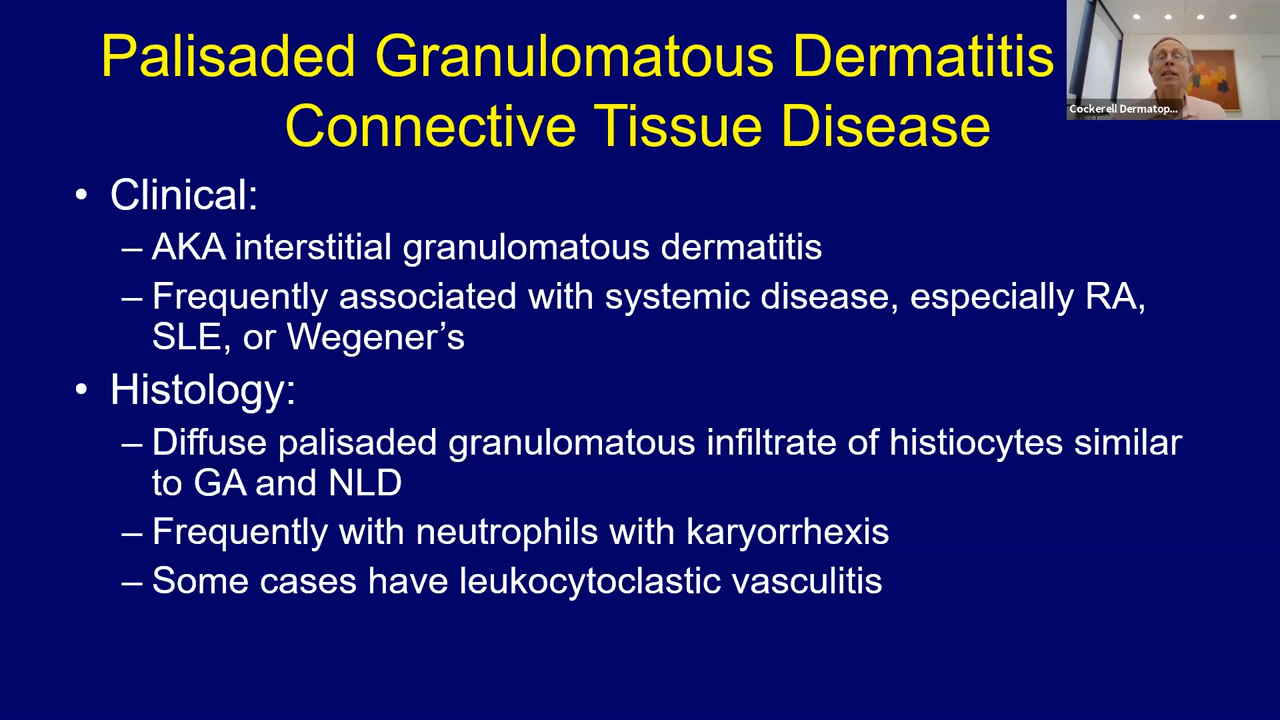 Palisaded Granulomatous Dermatitis
Connective Tissue Disease
Cockerell Dermatop...
• Clinical:
– AKA interstitial granulomatous dermatitis
– Frequently associated with systemic disease, especially RA,
SLE, or Wegener’s
• Histology:
– Diffuse palisaded granulomatous infiltrate of histiocytes similar
to GA and NLD
– Frequently with neutrophils with karyorrhexis
– Some cases have leukocytoclastic vasculitis